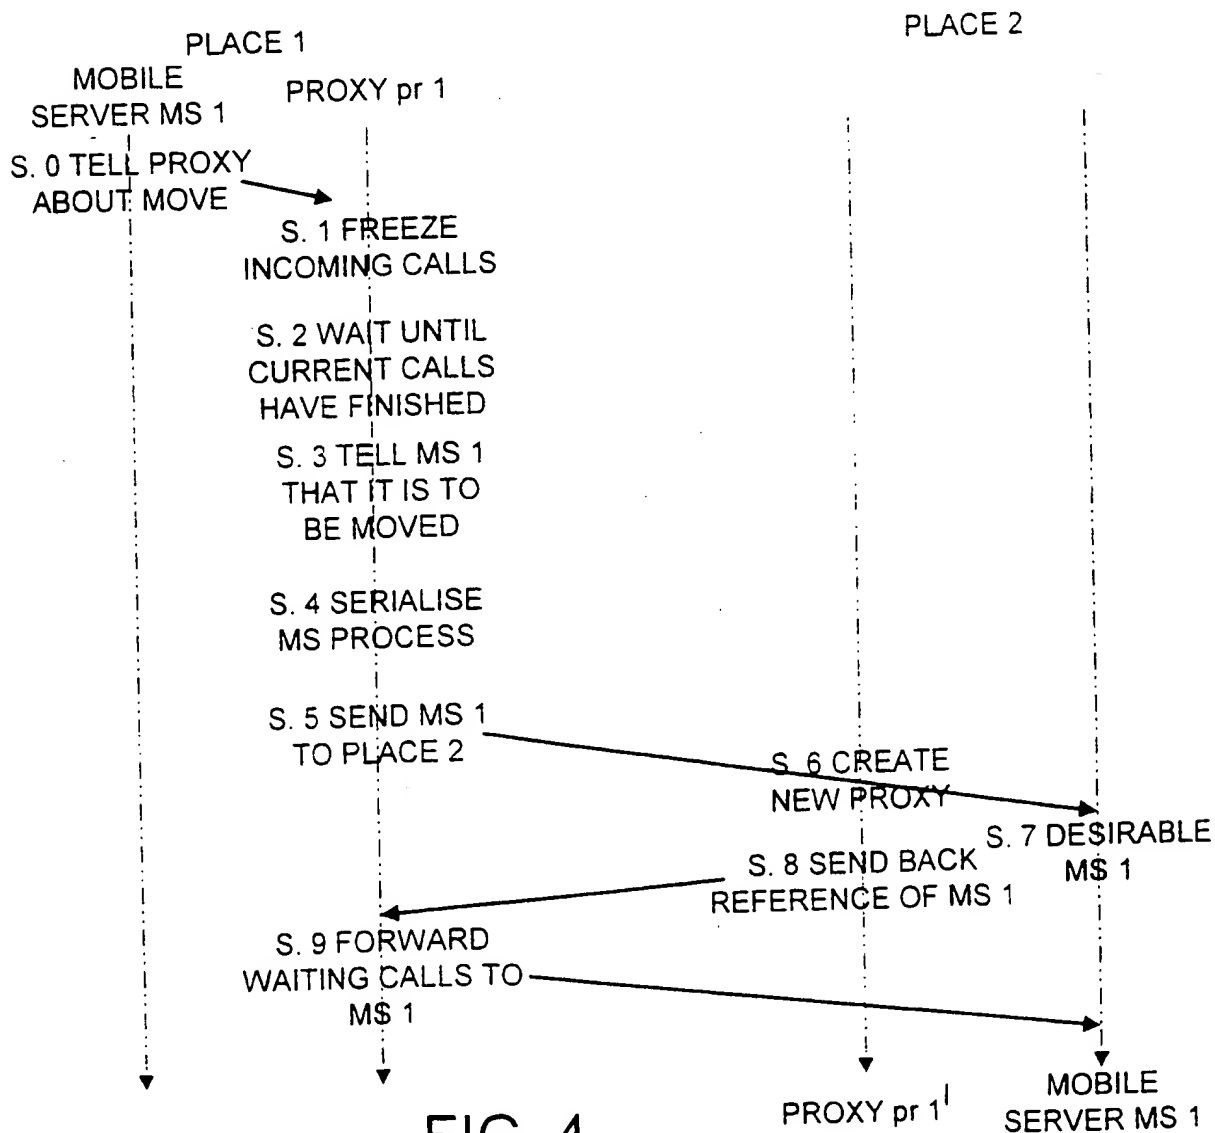 PLACE 1
PLACE 2
MOBILE
SERVER MS 1
PROXY pr 1
S. 0 TELL PROXY
ABOUT MOVE
S. 1 FREEZE
INCOMING CALLS
S. 2 WAIT UNTIL
CURRENT CALLS
HAVE FINISHED
S. 3 TELL MS 1
THAT IT IS TO
BE MOVED
S. 4 SERIALISE
MS PROCESS
S. 5 SEND MS 1
TO PLACE 2
S. 6 CREATE
NEW PROXY
S. 7 DESIRABLE
MS 1
S. 8 SEND BACK
REFERENCE OF MS 1
S. 9 FORWARD
WAITING CALLS TO
MS 1
PROXY pr 1'
MOBILE
SERVER MS 1
FIG. 4